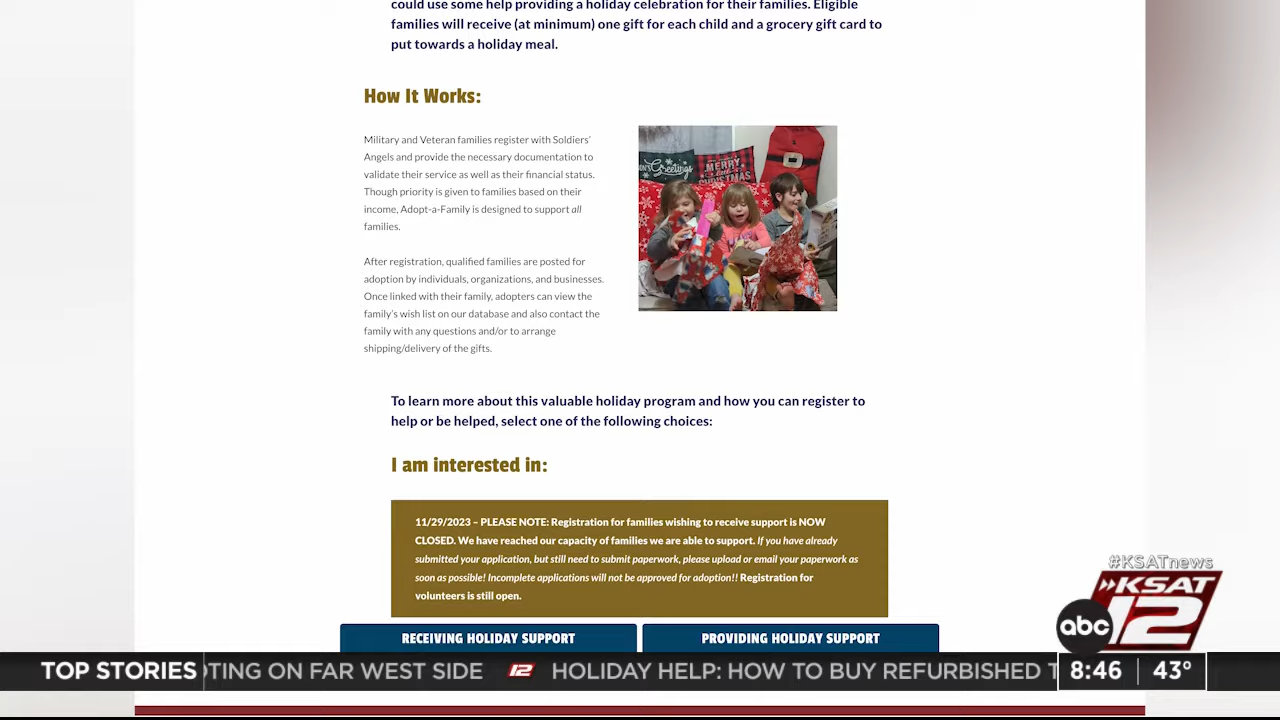 could use some help providing a holiday celebration for their families. Eligible
families will receive (at minimum) one gift for each child and a grocery gift card to
put towards a holiday meal.
How It Works:
Military and Veteran families register with Soldiers'
Angels and provide the necessary documentation to
validate their service as well as their financial status.
Though priority is given to families based on their
income, Adopt-a-Family is designed to support all
families.
After registration, qualified families are posted for
adoption by individuals, organizations, and businesses.
Once linked with their family, adopters can view the
family's wish list on our database and also contact the
family with any questions and/or to arrange
shipping/delivery of the gifts.
Greetings
MERRY
CHRISTMAS
To learn more about this valuable holiday program and how you can register to
help or be helped, select one of the following choices:
I am interested in:
11/29/2023 – PLEASE NOTE: Registration for families wishing to receive support is NOW
CLOSED. We have reached our capacity of families we are able to support. If you have already
submitted your application, but still need to submit paperwork, please upload or email your paperwork as
soon as possible! Incomplete applications will not be approved for adoption!! Registration for
volunteers is still open.
RECEIVING HOLIDAY SUPPORT
PROVIDING HOLIDAY SUPPORT
#KSATnews
KSAT
abc 12
TOP STORIES OTING ON FAR WEST SIDE 12 HOLIDAY HELP: HOW TO BUY REFURBISHED T
8:46 43°